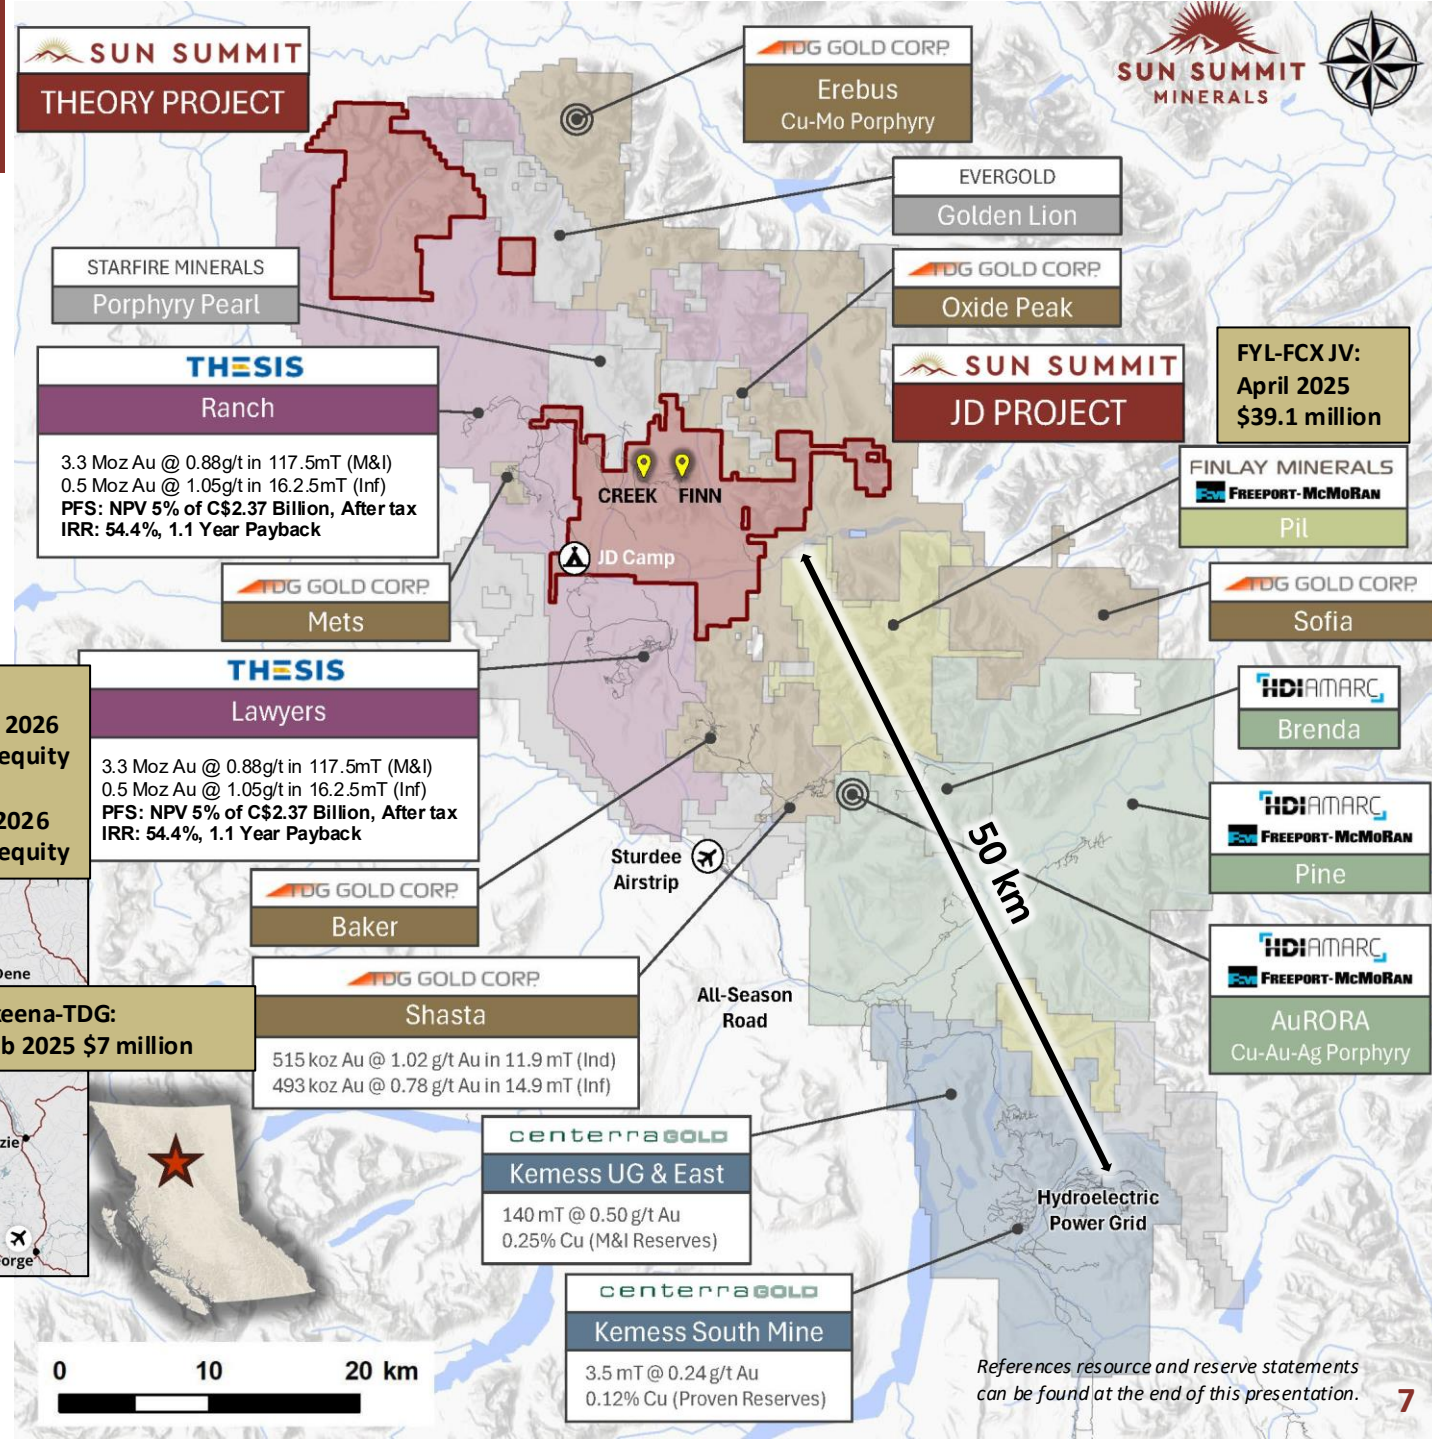 SUN SUMMIT
THEORY PROJECT
TDG GOLD CORP.
Erebus
Cu-Mo Porphyry
SUN SUMMIT
MINERALS
EVERGOLD
Golden Lion
STARFIRE MINERALS
Porphyry Pearl
TDG GOLD CORP.
Oxide Peak
THESIS
Ranch
3.3 Moz Au @ 0.88g/t in 117.5mT (M&I)
0.5 Moz Au @ 1.05g/t in 16.2.5mT (Inf)
PFS: NPV 5% of C$2.37 Billion, After tax
IRR: 54.4%, 1.1 Year Payback
SUN SUMMIT
JD PROJECT
FYL-FCX JV:
April 2025
$39.1 million
FINLAY MINERALS
FCX FREEPORT-McMoRAN
Pil
CREEK
FINN
JD Camp
TDG GOLD CORP.
Mets
TDG GOLD CORP.
Sofia
THESIS
Lawyers
3.3 Moz Au @ 0.88g/t in 117.5mT (M&I)
0.5 Moz Au @ 1.05g/t in 16.2.5mT (Inf)
PFS: NPV 5% of C$2.37 Billion, After tax
IRR: 54.4%, 1.1 Year Payback
2026
equity
2026
equity
HDI AMARC
Brenda
HDI AMARC
FCX FREEPORT-McMoRAN
Pine
50 km
Sturdee
Airstrip
TDG GOLD CORP.
Baker
HDI AMARC
FCX FREEPORT-McMoRAN
AuRORA
Cu-Au-Ag Porphyry
Dene
TDG GOLD CORP.
Shasta
515 koz Au @ 1.02 g/t Au in 11.9 mT (Ind)
493 koz Au @ 0.78 g/t Au in 14.9 mT (Inf)
All-Season
Road
eena-TDG:
b 2025 $7 million
zie
orge
centerra GOLD
Kemess UG & East
140 mT @ 0.50 g/t Au
0.25% Cu (M&I Reserves)
Hydroelectric
Power Grid
centerra GOLD
Kemess South Mine
3.5 mT @ 0.24 g/t Au
0.12% Cu (Proven Reserves)
0 10 20 km
References resource and reserve statements
can be found at the end of this presentation.
7